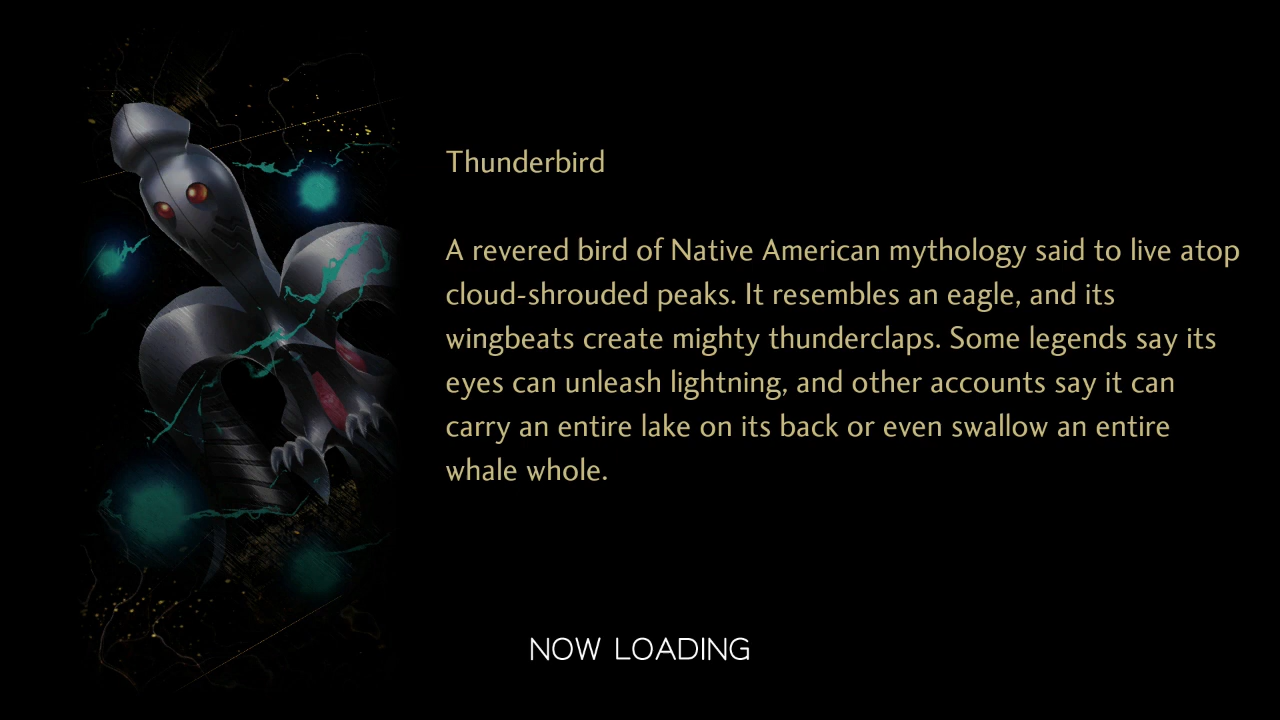 Thunderbird
A revered bird of Native American mythology said to live atop
cloud-shrouded peaks. It resembles an eagle, and its
wingbeats create mighty thunderclaps. Some legends say its
eyes can unleash lightning, and other accounts say it can
carry an entire lake on its back or even swallow an entire
whale whole.
NOW LOADING